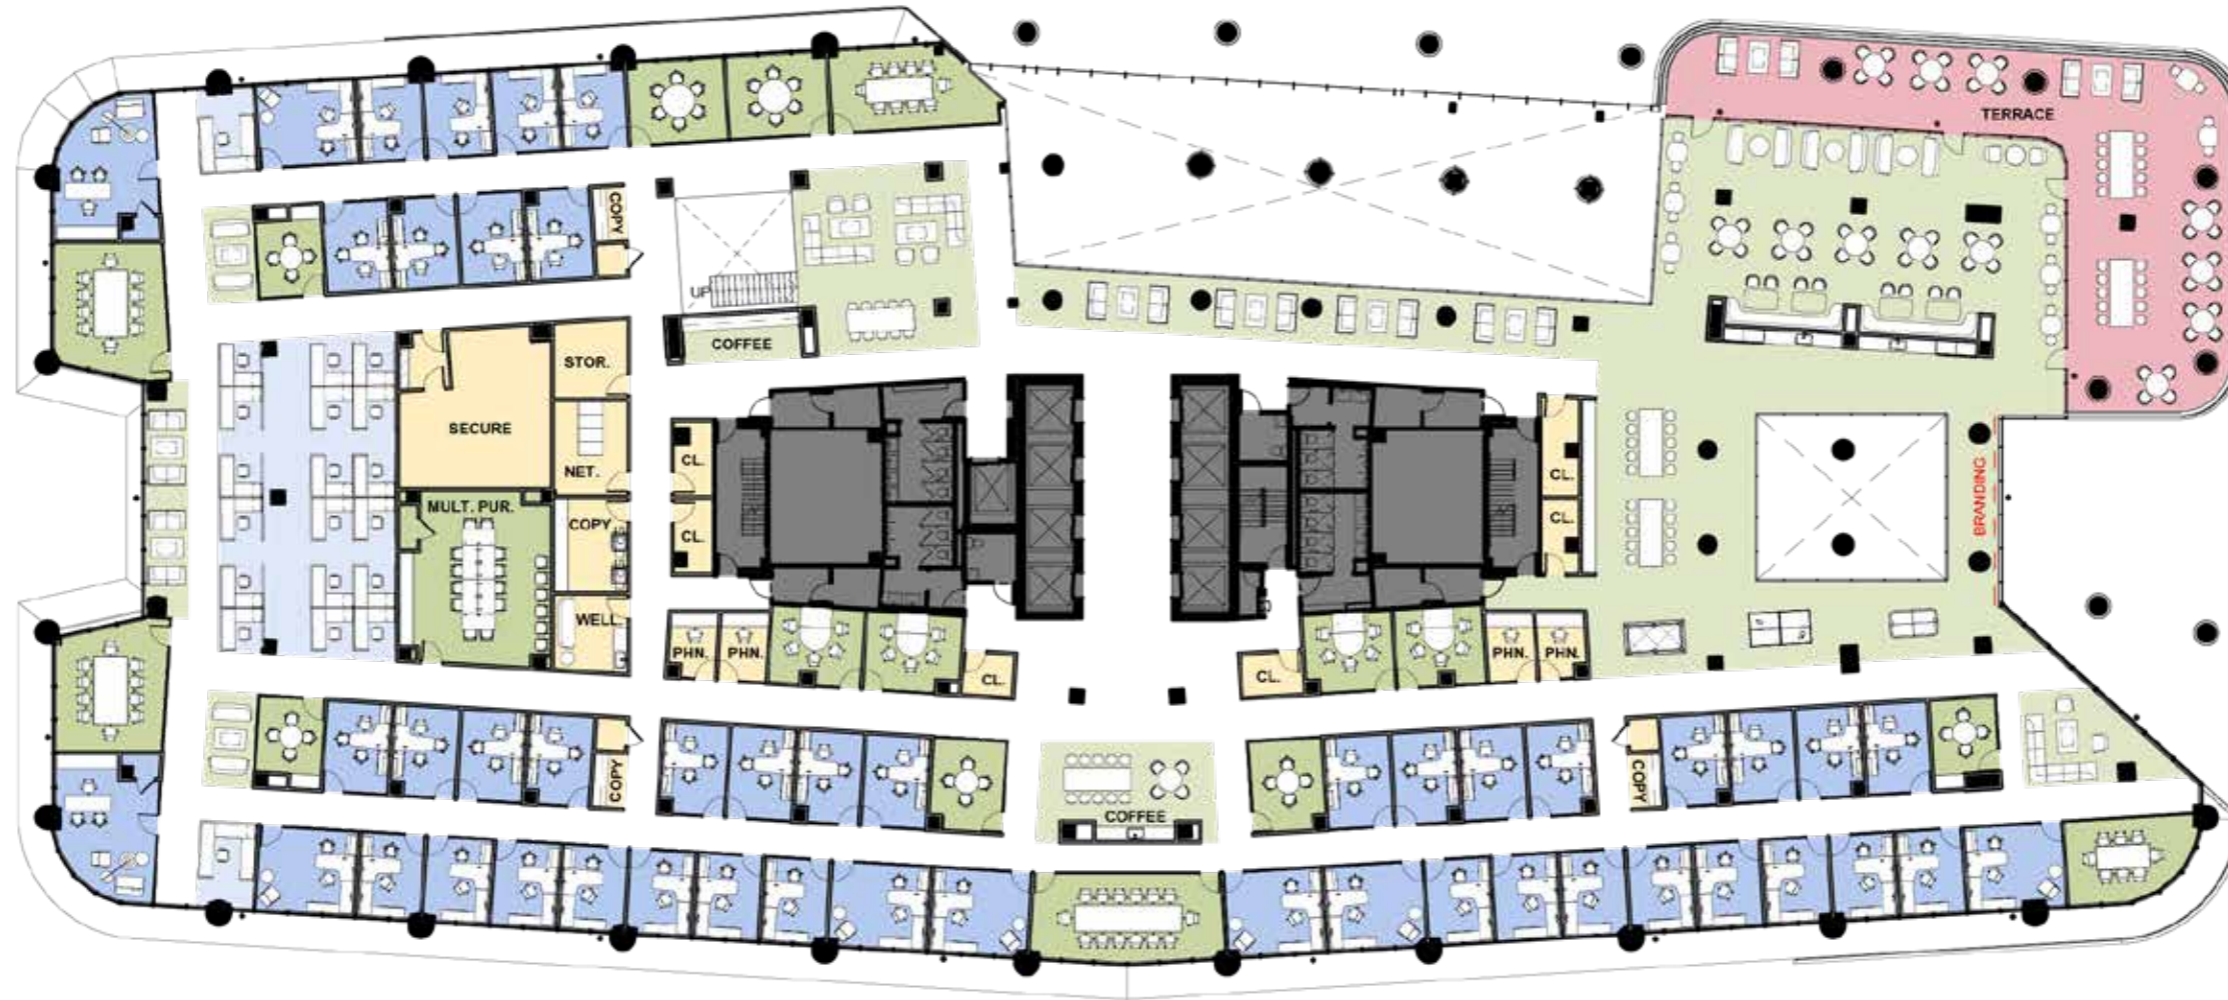 TERRACE
COPY
UP
COFFEE
STOR.
SECURE
NET.
CL.
CL.
CL.
CL.
BRANDING
MULT. PUR.
COPY
WELL
PHN.
PHN.
CL.
CL.
PHN.
PHN.
COPY
COPY
COFFEE